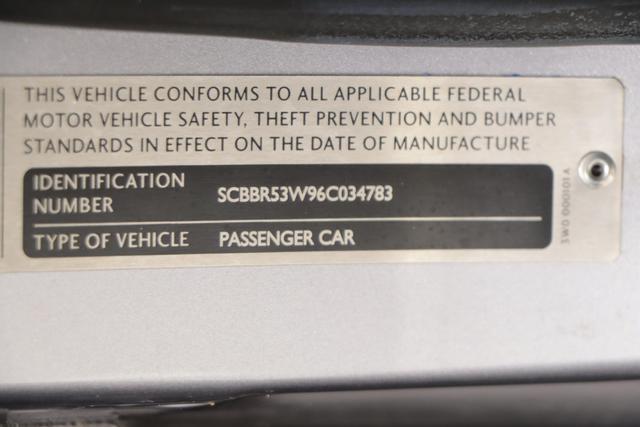 THIS VEHICLE CONFORMS TO ALL APPLICABLE FEDERAL
MOTOR VEHICLE SAFETY, THEFT PREVENTION AND BUMPER
STANDARDS IN EFFECT ON THE DATE OF MANUFACTURE
IDENTIFICATION
NUMBER SCBBR53W96C034783
TYPE OF VEHICLE PASSENGER CAR
3W0 000101 A